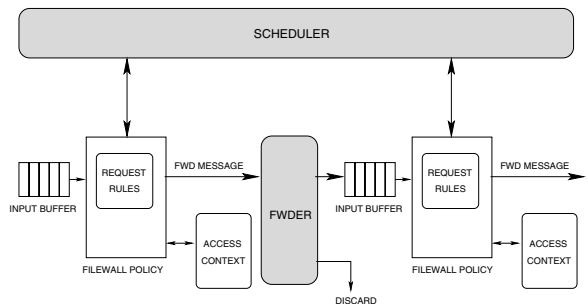 SCHEDULER
REQUEST
RULES
FWD MESSAGE
INPUT BUFFER
ACCESS
CONTEXT
FILEWALL POLICY
FWDER
DISCARD
INPUT BUFFER
REQUEST
RULES
FWD MESSAGE
ACCESS
CONTEXT
FILEWALL POLICY